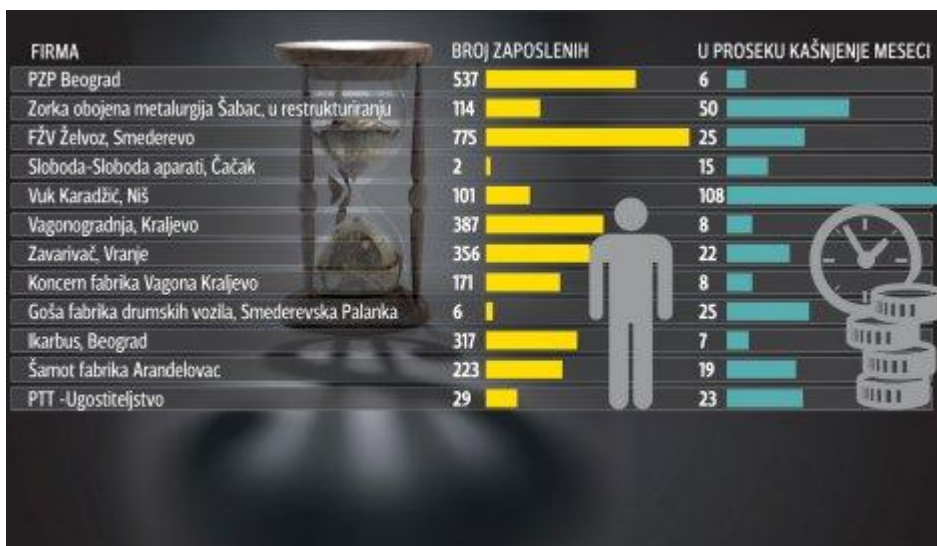 FIRMA BROJ ZAPOSLENIH U PROSEKU KAŠNJENJE MESECI
PZP Beograd 537 6
Zorka obojena metalurgija Šabac, u restrukturiranju 114 50
FŽV Želvoz, Smederevo 775 25
Sloboda-Sloboda aparati, Čačak 2 15
Vuk Karadžić, Niš 101 108
Vagonogradnja, Kraljevo 387 8
Zavarivač, Vranje 356 22
Koncern fabrika Vagona Kraljevo 171 8
Goša fabrika drumskih vozila, Smederevska Palanka 6 25
Ikarbus, Beograd 317 7
Šamot fabrika Aranđelovac 223 19
PTT -Ugostiteljstvo 29 23